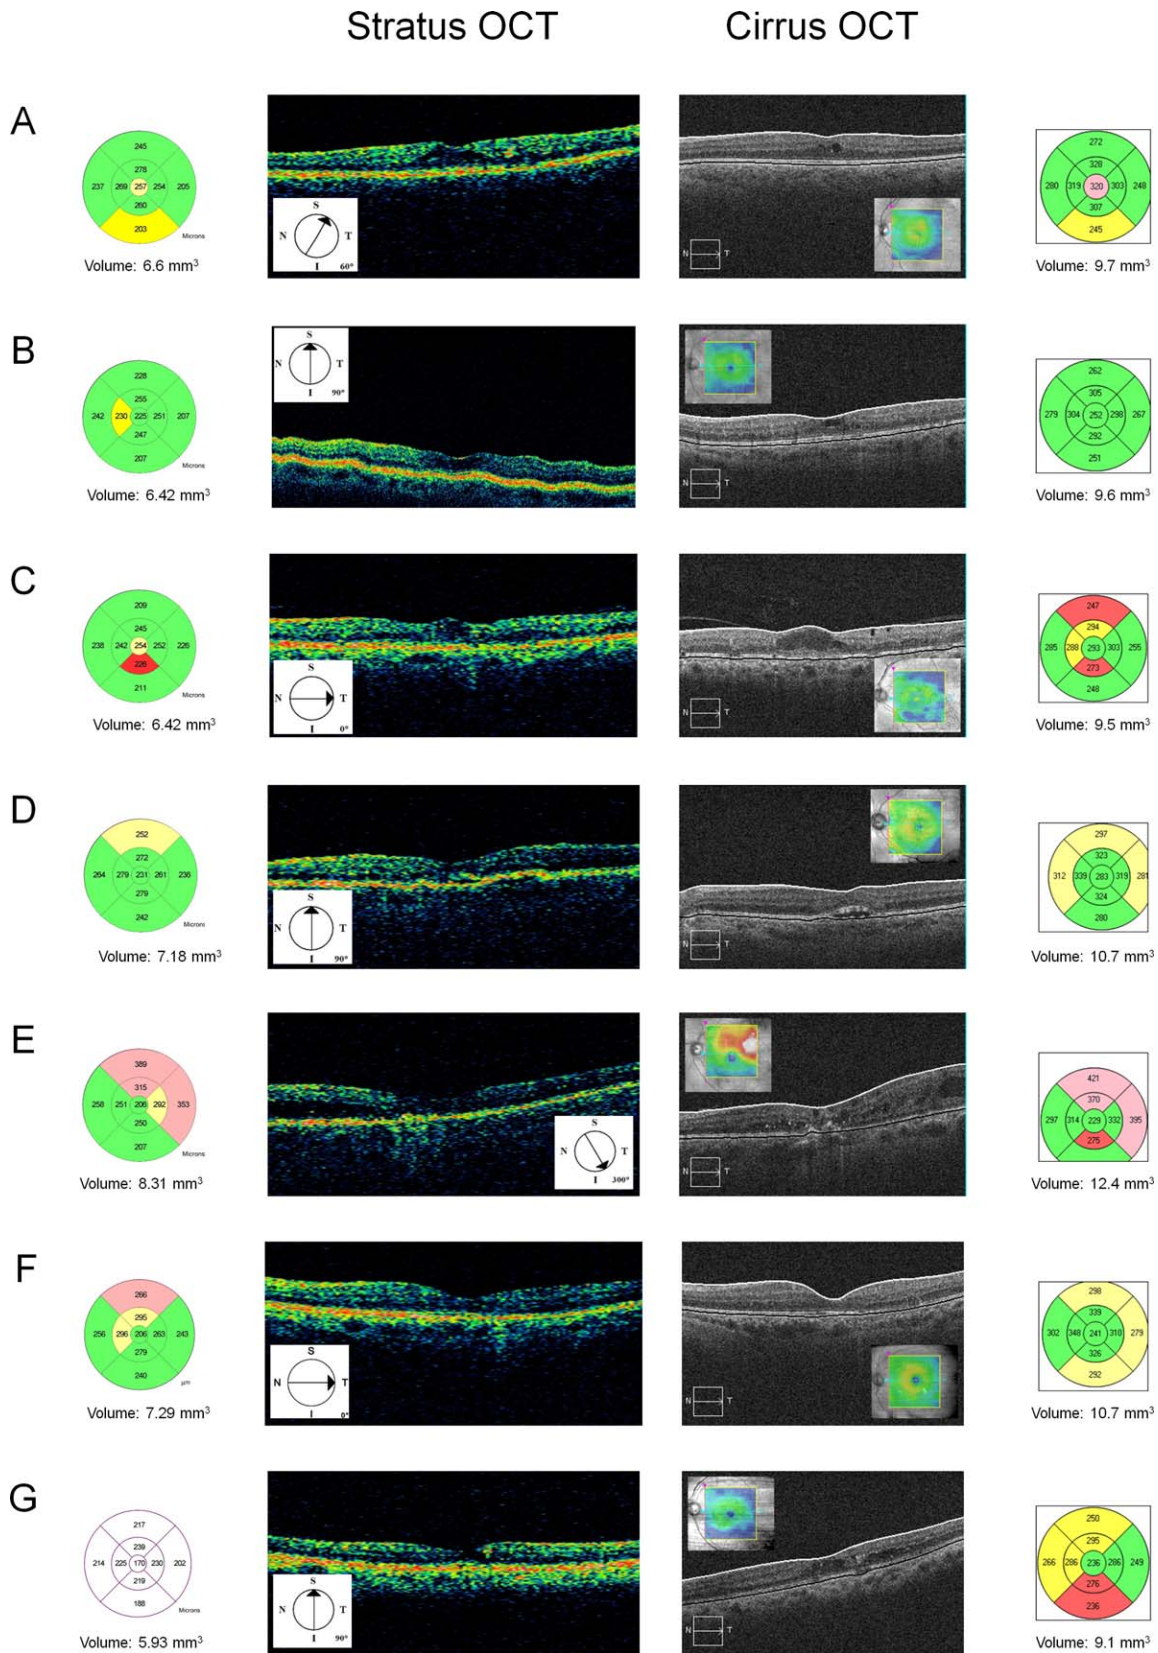 Stratus OCT Cirrus OCT
A
245
278
237 269 257 254 205
260
203
Microns
Volume: 6.6 mm³
S
N T
I 60°
N T
272
328
280 319 320 303 248
307
245
Volume: 9.7 mm³
B
228
255
242 230 225 251 207
247
207
Microns
Volume: 6.42 mm³
S
N T
I 90°
N T
262
305
279 304 252 298 267
292
251
Volume: 9.6 mm³
C
209
245
238 242 254 252 226
226
211
Microns
Volume: 6.42 mm³
S
N T
I 0°
N T
247
294
285 288 293 303 255
273
248
Volume: 9.5 mm³
D
252
272
264 279 231 261 236
279
242
Microns
Volume: 7.18 mm³
S
N T
I 90°
N T
297
323
312 339 283 319 281
324
280
Volume: 10.7 mm³
E
389
315
258 251 206 292 353
250
207
Microns
Volume: 8.31 mm³
S
N T
I 300°
N T
421
370
297 314 229 332 395
275
Volume: 12.4 mm³
F
266
295
256 296 206 263 243
279
240
µm
Volume: 7.29 mm³
S
N T
I 0°
N T
298
339
302 348 241 310 279
326
292
Volume: 10.7 mm³
G
217
239
214 225 170 230 202
219
188
Microns
Volume: 5.93 mm³
S
N T
I 90°
N T
250
295
266 286 236 286 249
276
236
Volume: 9.1 mm³